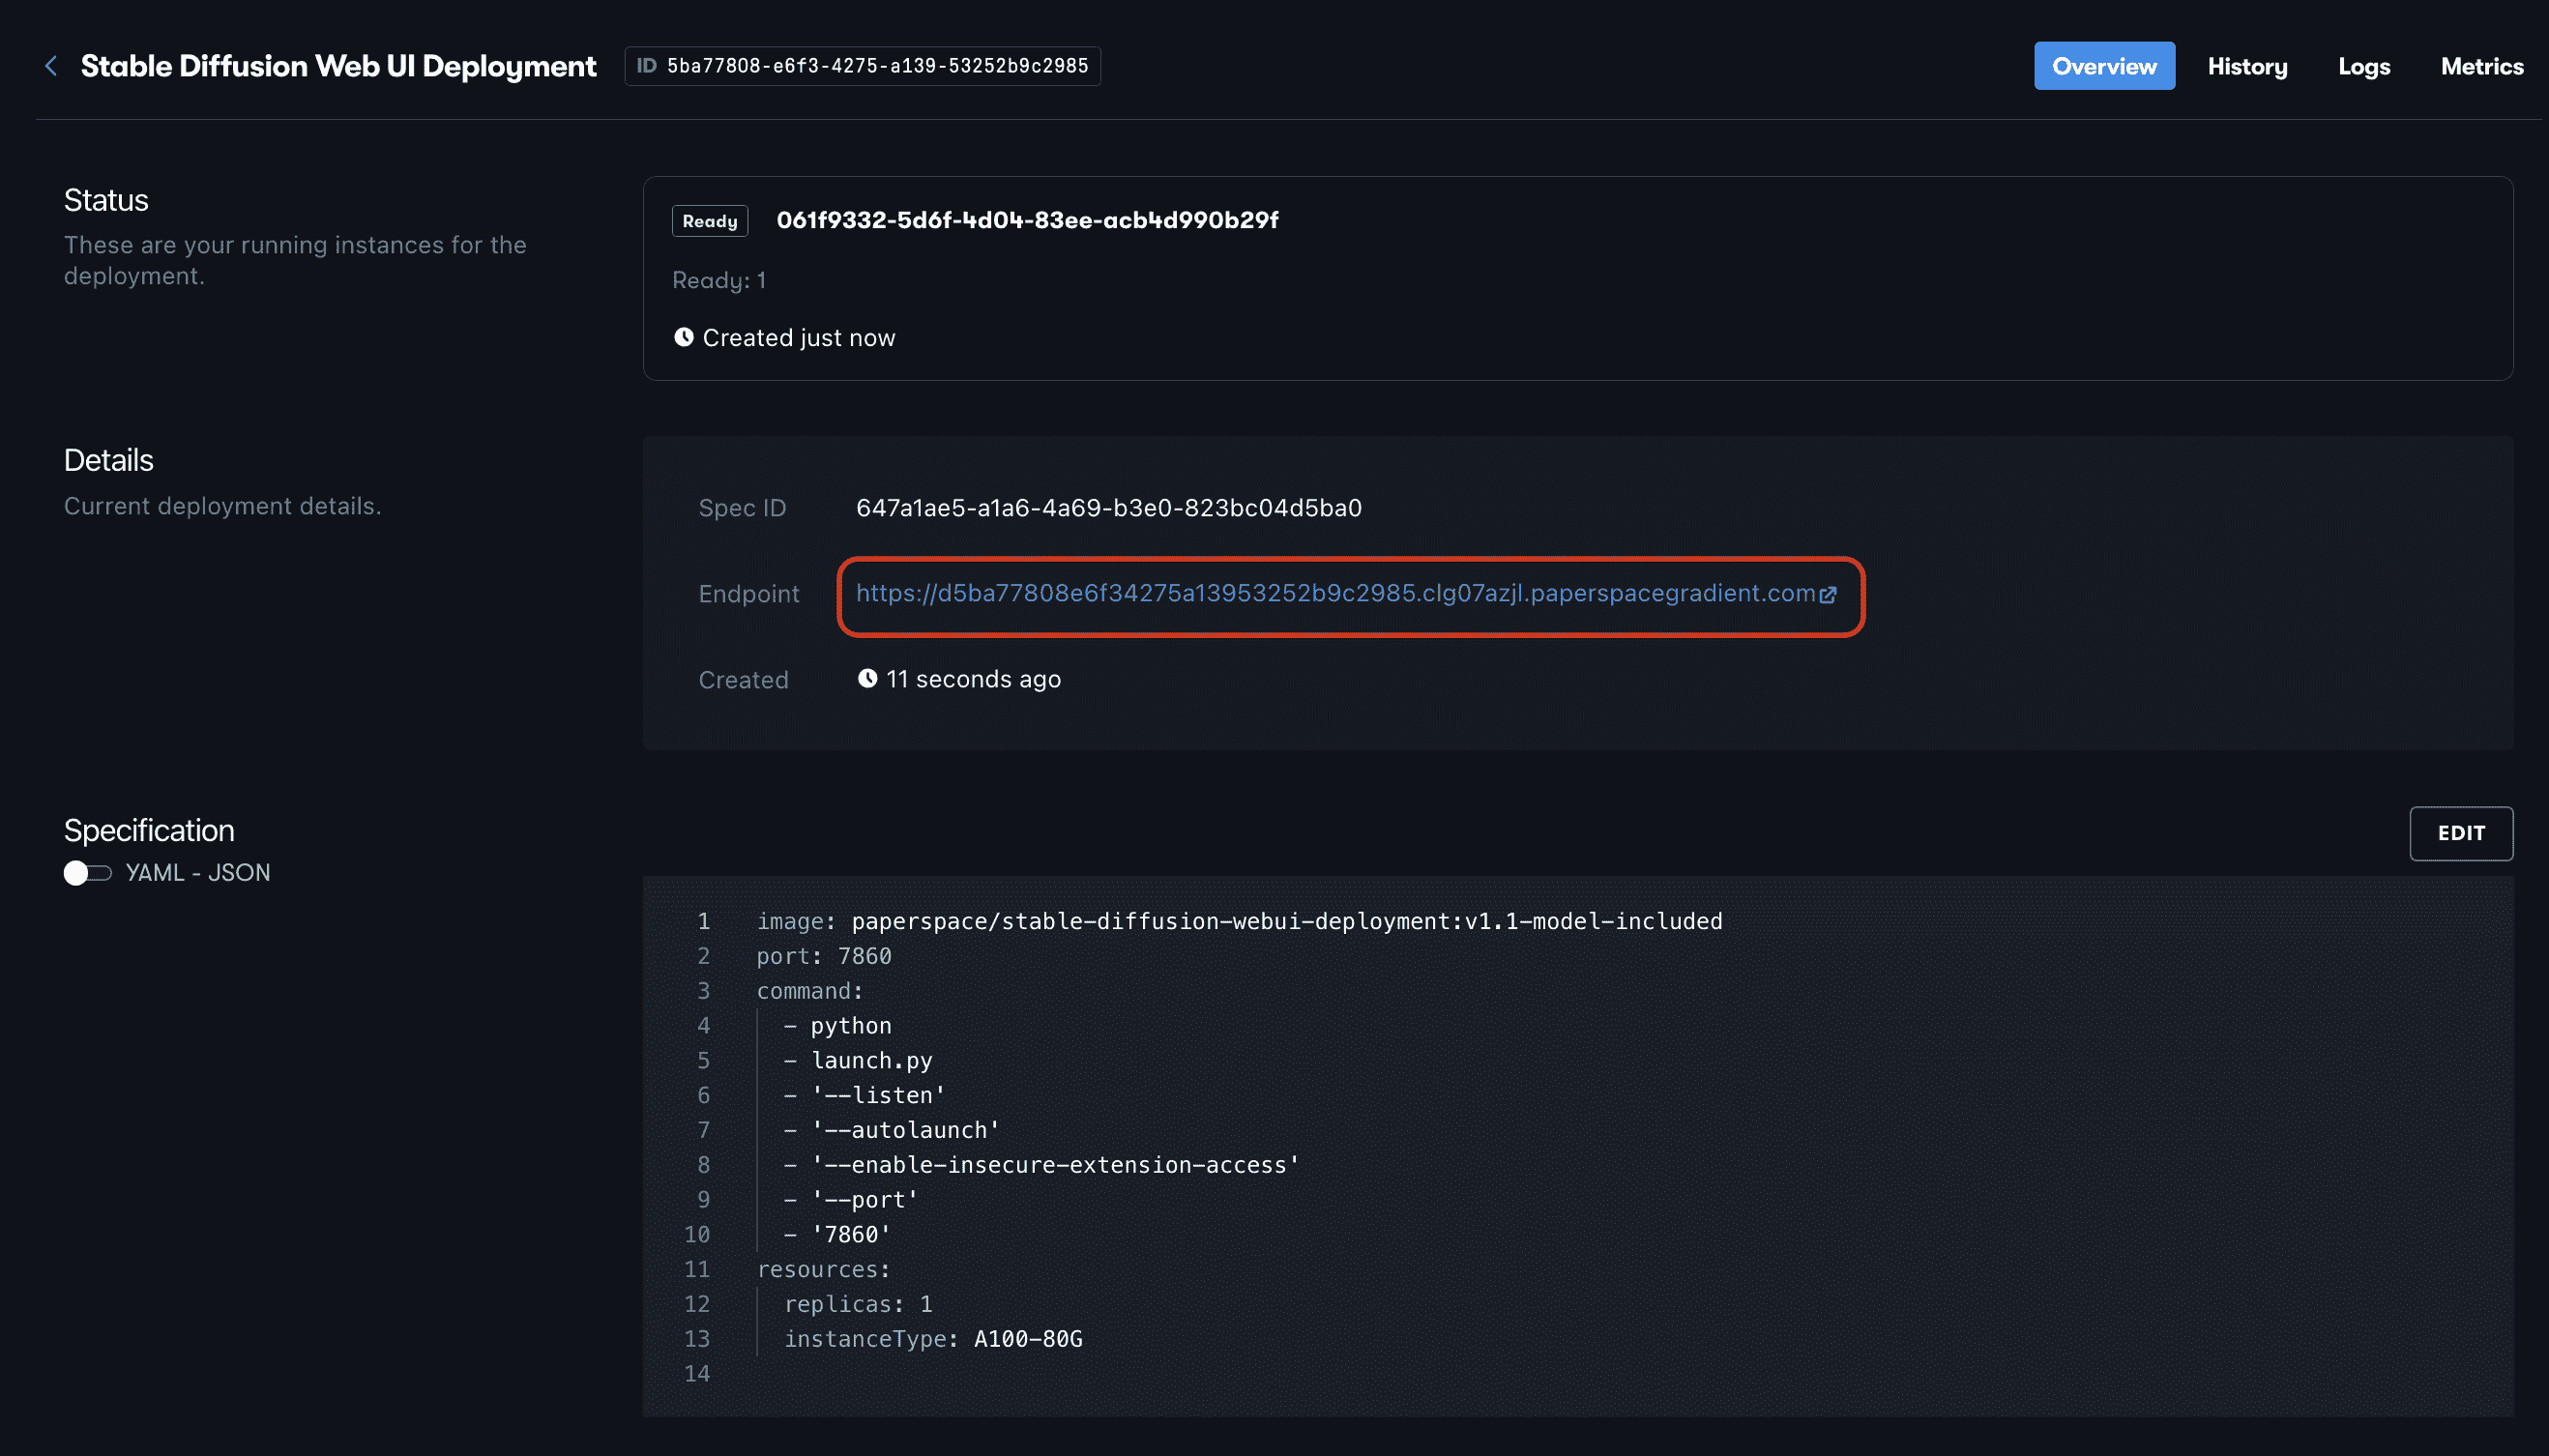 Stable Diffusion Web UI Deployment ID 5ba77808-e6f3-4275-a139-53252b9c2985 Overview History Logs Metrics
Status
These are your running instances for the
deployment.
Ready 061f9332-5d6f-4d04-83ee-acb4d990b29f
Ready: 1
Created just now
Details
Current deployment details.
Spec ID 647a1ae5-a1a6-4a69-b3e0-823bc04d5ba0
Endpoint https://d5ba77808e6f34275a13953252b9c2985.clg07azjl.paperspacegradient.com
Created 11 seconds ago
Specification
YAML - JSON
EDIT
1 image: paperspace/stable-diffusion-webui-deployment:v1.1-model-included
2 port: 7860
3 command:
4 - python
5 - launch.py
6 - '--listen'
7 - '--autolaunch'
8 - '--enable-insecure-extension-access'
9 - '--port'
10 - '7860'
11 resources:
12 replicas: 1
13 instanceType: A100-80G
14